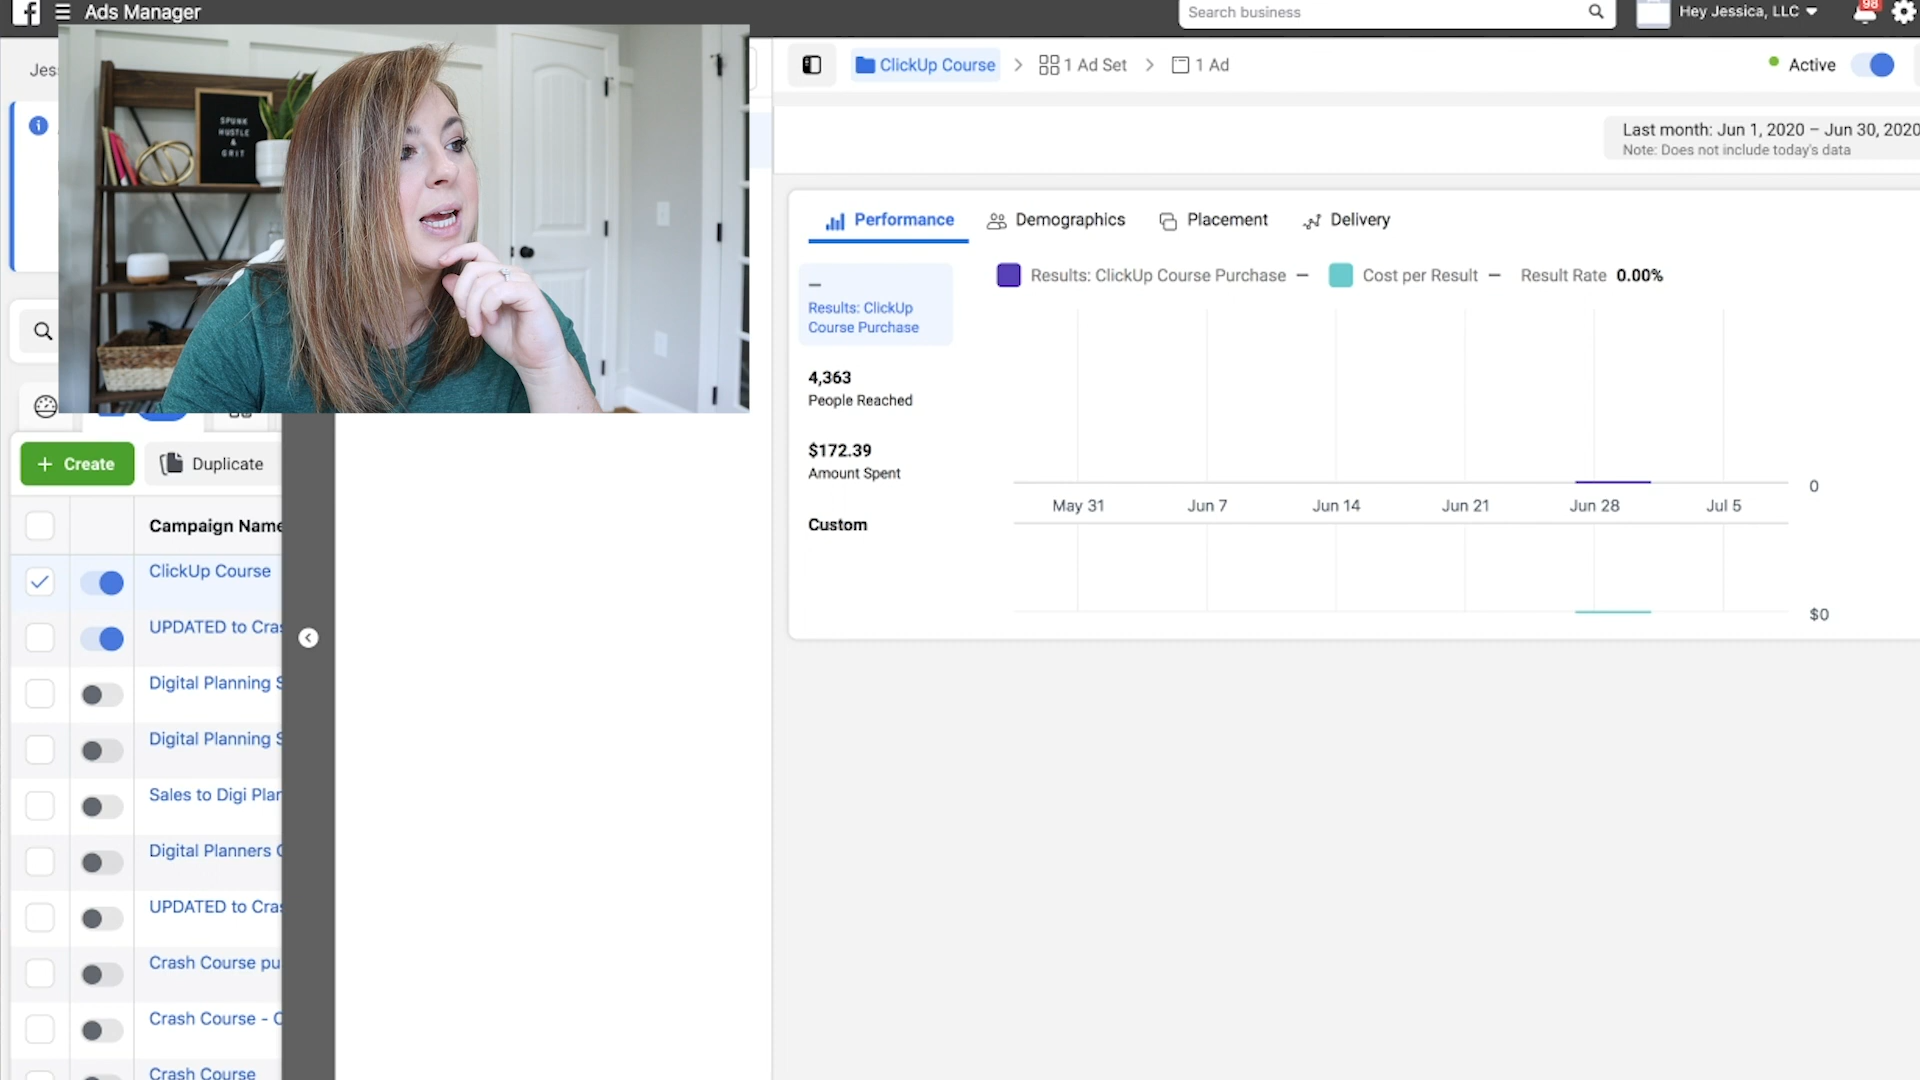 Ads Manager
Search business
Hey Jessica, LLC
98
Jes
SPUNK
HUSTLE
&
GRIT
ClickUp Course
1 Ad Set
1 Ad
Active
Last month: Jun 1, 2020 – Jun 30, 2020
Note: Does not include today's data
Performance
Demographics
Placement
Delivery
—
Results: ClickUp
Course Purchase
Results: ClickUp Course Purchase —
Cost per Result —
Result Rate 0.00%
4,363
People Reached
$172.39
Amount Spent
Custom
0
May 31
Jun 7
Jun 14
Jun 21
Jun 28
Jul 5
$0
+ Create
Duplicate
Campaign Name
ClickUp Course
UPDATED to Cras
Digital Planning S
Digital Planning S
Sales to Digi Plan
Digital Planners C
UPDATED to Cras
Crash Course pu
Crash Course - C
Crash Course